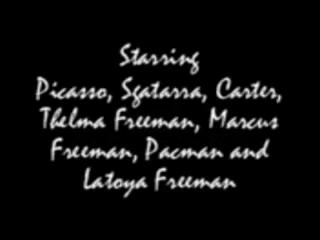 Starring
Picasso, Sgatarra, Carter,
Thelma Freeman, Marcus
Freeman, Pacman and
Latoya Freeman